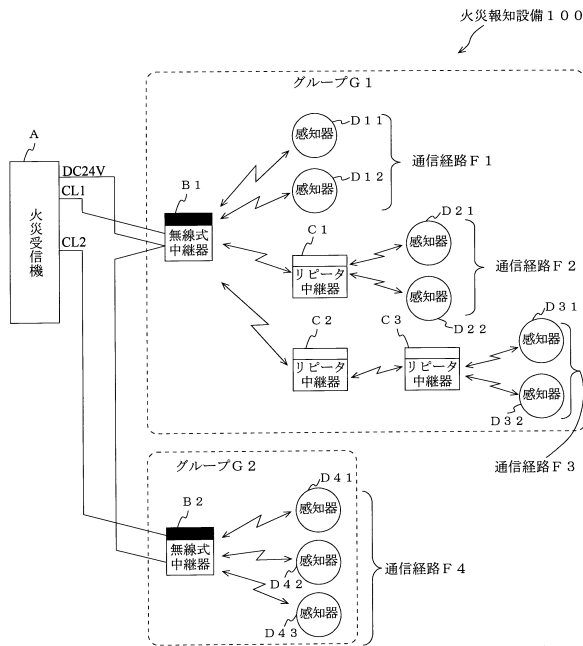 火災報知設備１００
グループＧ１
Ａ
DC24V
CL1
CL2
火災受信機
Ｂ１
無線式
中継器
Ｄ１１
感知器
Ｄ１２
感知器
通信経路Ｆ１
Ｃ１
リピータ
中継器
Ｄ２１
感知器
感知器
Ｄ２２
通信経路Ｆ２
Ｃ２
リピータ
中継器
Ｃ３
リピータ
中継器
Ｄ３１
感知器
感知器
Ｄ３２
通信経路Ｆ３
グループＧ２
Ｂ２
無線式
中継器
Ｄ４１
感知器
感知器
Ｄ４２
感知器
Ｄ４３
通信経路Ｆ４